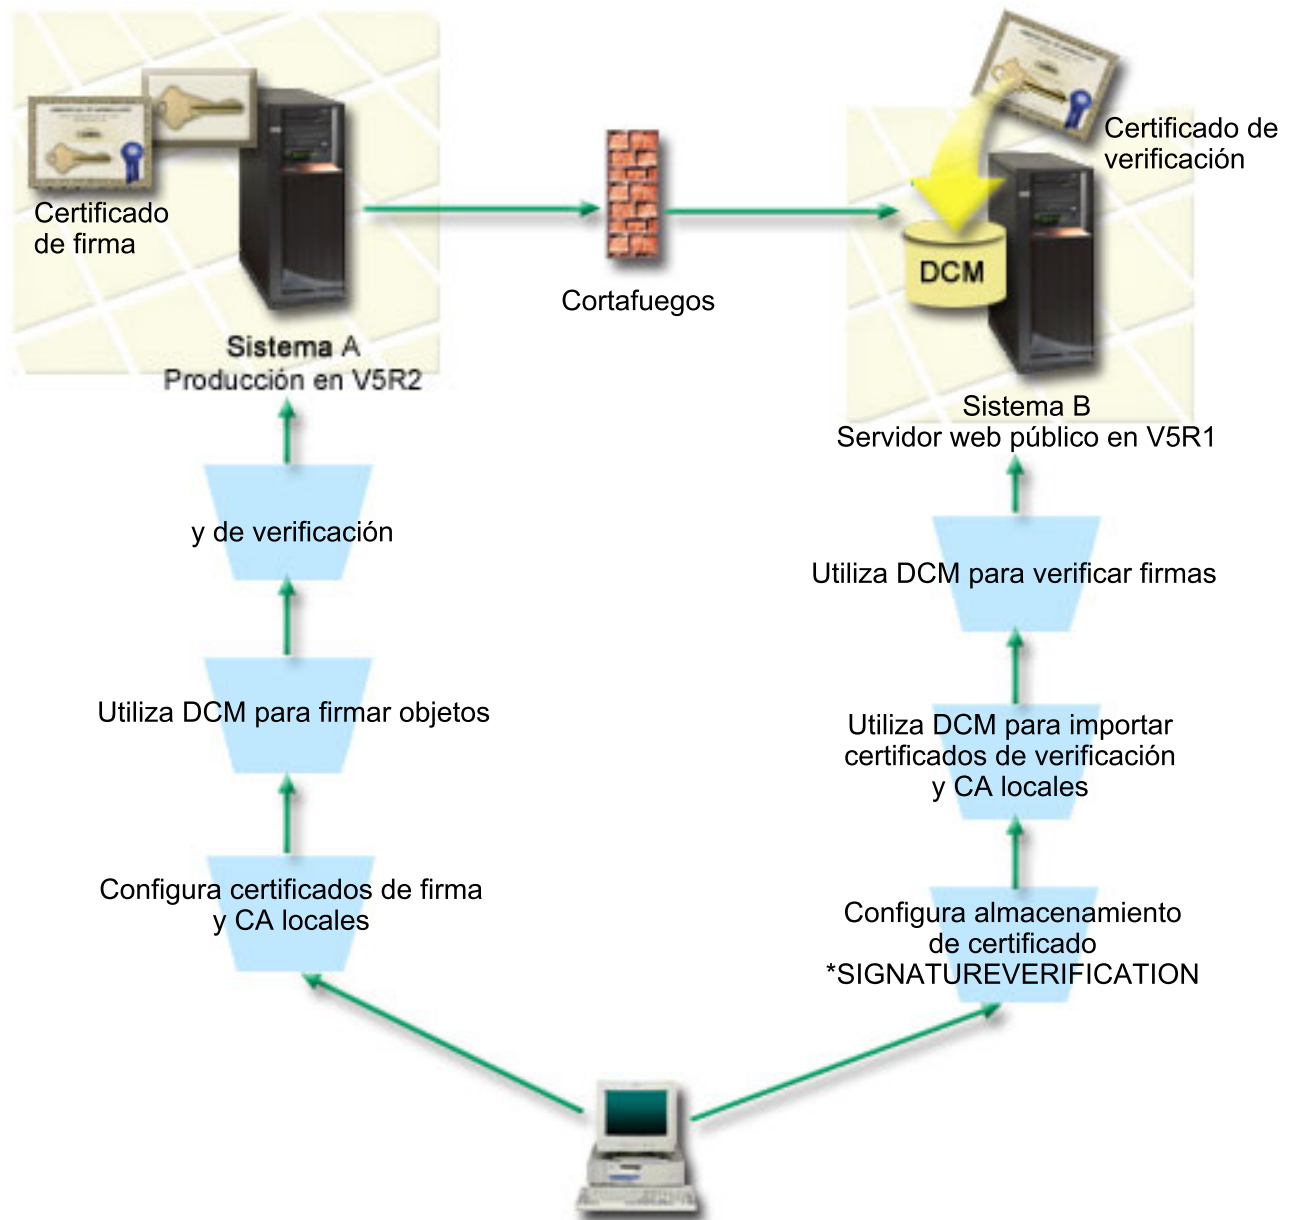 Certificado
de firma
Sistema A
Producción en V5R2
Cortafuegos
Certificado de
verificación
DCM
Sistema B
Servidor web público en V5R1
y de verificación
Utiliza DCM para firmar objetos
Configura certificados de firma
y CA locales
Utiliza DCM para verificar firmas
Utiliza DCM para importar
certificados de verificación
y CA locales
Configura almacenamiento
de certificado
*SIGNATUREVERIFICATION